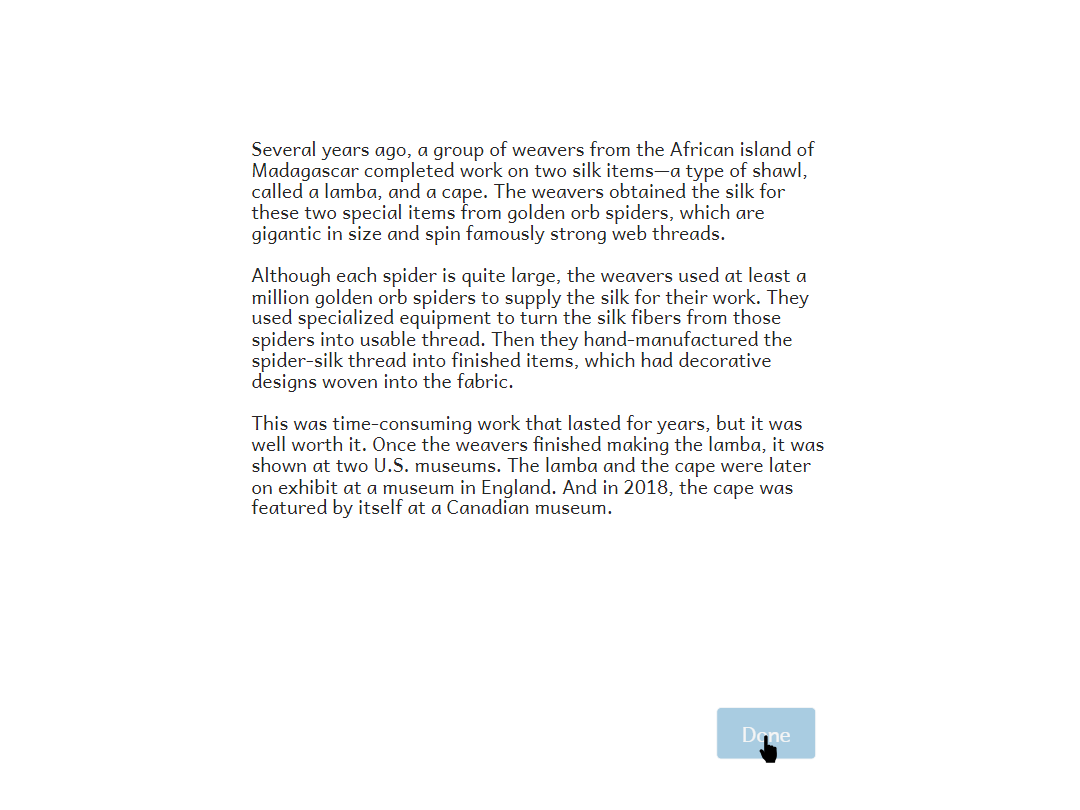 Several years ago, a group of weavers from the African island of
Madagascar completed work on two silk items—a type of shawl,
called a lamba, and a cape. The weavers obtained the silk for
these two special items from golden orb spiders, which are
gigantic in size and spin famously strong web threads.
Although each spider is quite large, the weavers used at least a
million golden orb spiders to supply the silk for their work. They
used specialized equipment to turn the silk fibers from those
spiders into usable thread. Then they hand-manufactured the
spider-silk thread into finished items, which had decorative
designs woven into the fabric.
This was time-consuming work that lasted for years, but it was
well worth it. Once the weavers finished making the lamba, it was
shown at two U.S. museums. The lamba and the cape were later
on exhibit at a museum in England. And in 2018, the cape was
featured by itself at a Canadian museum.
Done